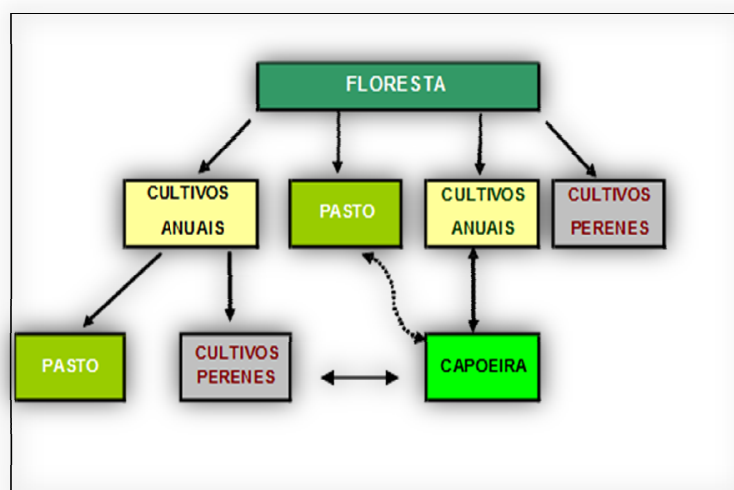 FLORESTA
CULTIVOS
ANUAIS
PASTO
CULTIVOS
ANUAIS
CULTIVOS
PERENES
PASTO
CULTIVOS
PERENES
CAPOEIRA